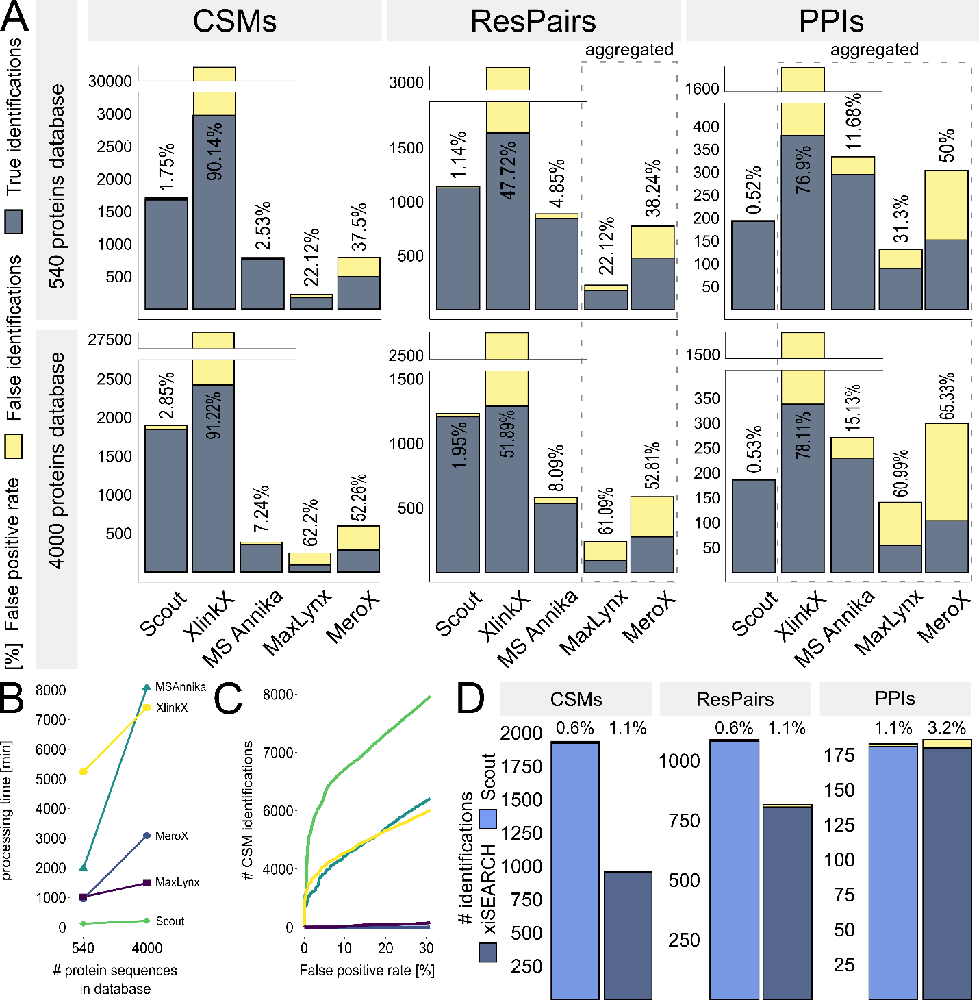 A
CSMs
ResPairs
PPIs
aggregated
aggregated
[%] False positive rate
False identifications
True identifications
540 proteins database
30000
3000
2500
2000
1500
1000
500
1.75%
90.14%
2.53%
22.12%
37.5%
3000
1500
1000
500
1.14%
47.72%
4.85%
22.12%
38.24%
1600
400
350
300
250
200
150
100
50
0.52%
76.9%
11.68%
31.3%
50%
4000 proteins database
27500
2500
2000
1500
1000
500
2.85%
91.22%
7.24%
62.2%
52.26%
2500
1500
1000
500
1.95%
51.89%
8.09%
61.09%
52.81%
1500
350
300
250
200
150
100
50
0.53%
78.11%
15.13%
60.99%
65.33%
Scout
XlinkX
MS Annika
MaxLynx
MeroX
Scout
XlinkX
MS Annika
MaxLynx
MeroX
Scout
XlinkX
MS Annika
MaxLynx
MeroX
B
processing time [min]
8000
7000
6000
5000
4000
3000
2000
1000
0
MSAnnika
XlinkX
MeroX
MaxLynx
Scout
540
4000
# protein sequences
in database
C
# CSM identifications
8000
7000
6000
4000
0
0
10
20
30
False positive rate [%]
D
# identifications
xiSEARCH
Scout
CSMs
ResPairs
PPIs
0.6%
1.1%
0.6%
1.1%
1.1%
3.2%
2000
1750
1500
1250
1000
750
500
250
1000
750
500
250
175
150
125
100
75
50
25